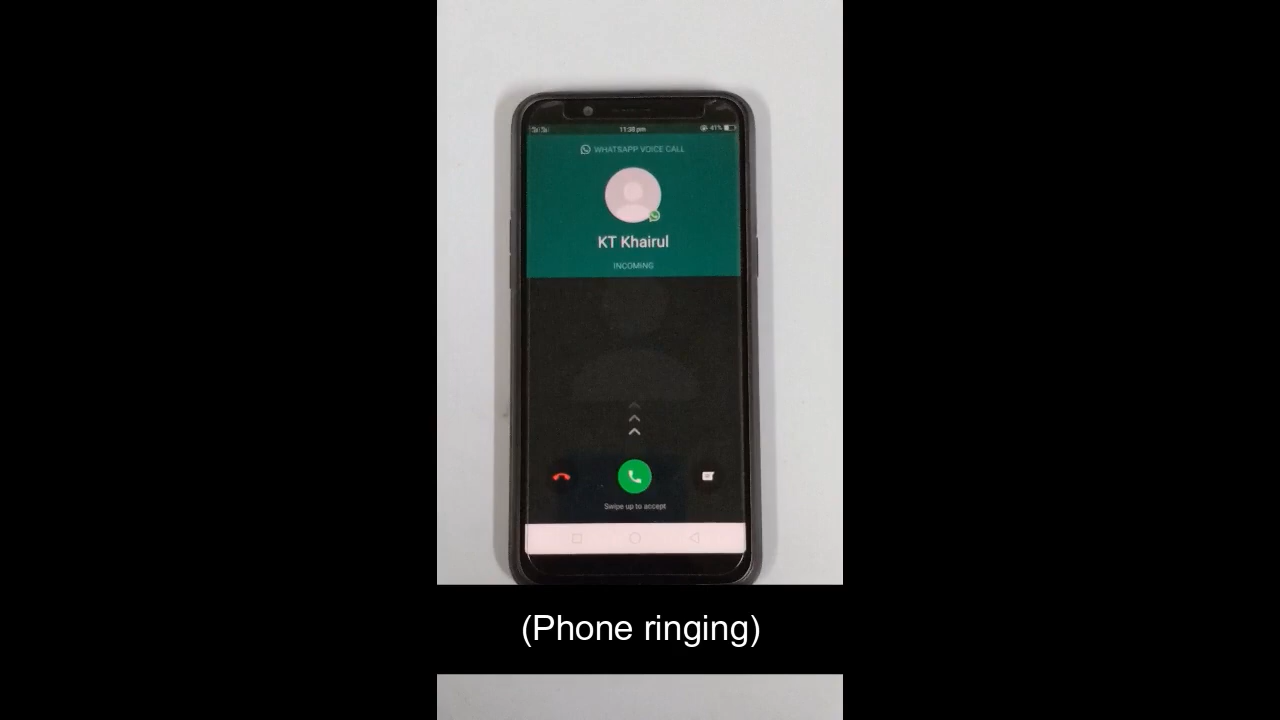 11:38 pm
41%
WHATSAPP VOICE CALL
KT Khairul
INCOMING
Swipe up to accept
(Phone ringing)